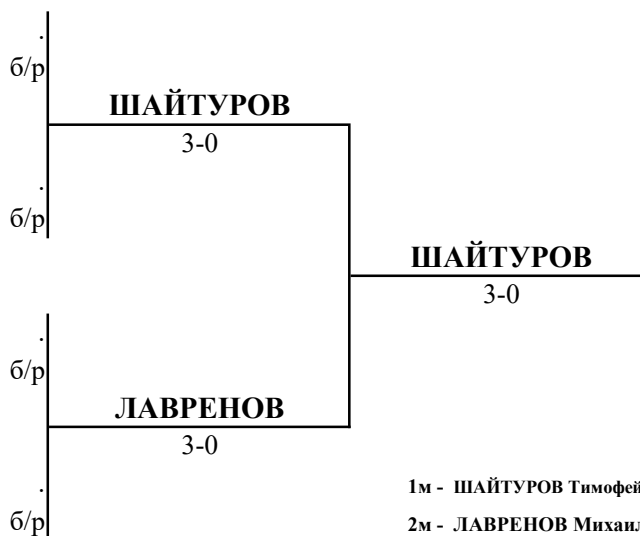 .
б/р
ШАЙТУРОВ
3-0
.
б/р
ШАЙТУРОВ
3-0
.
б/р
ЛАВРЕНОВ
3-0
.
б/р
1м - ШАЙТУРОВ Тимофей
2м - ЛАВРЕНОВ Михаил